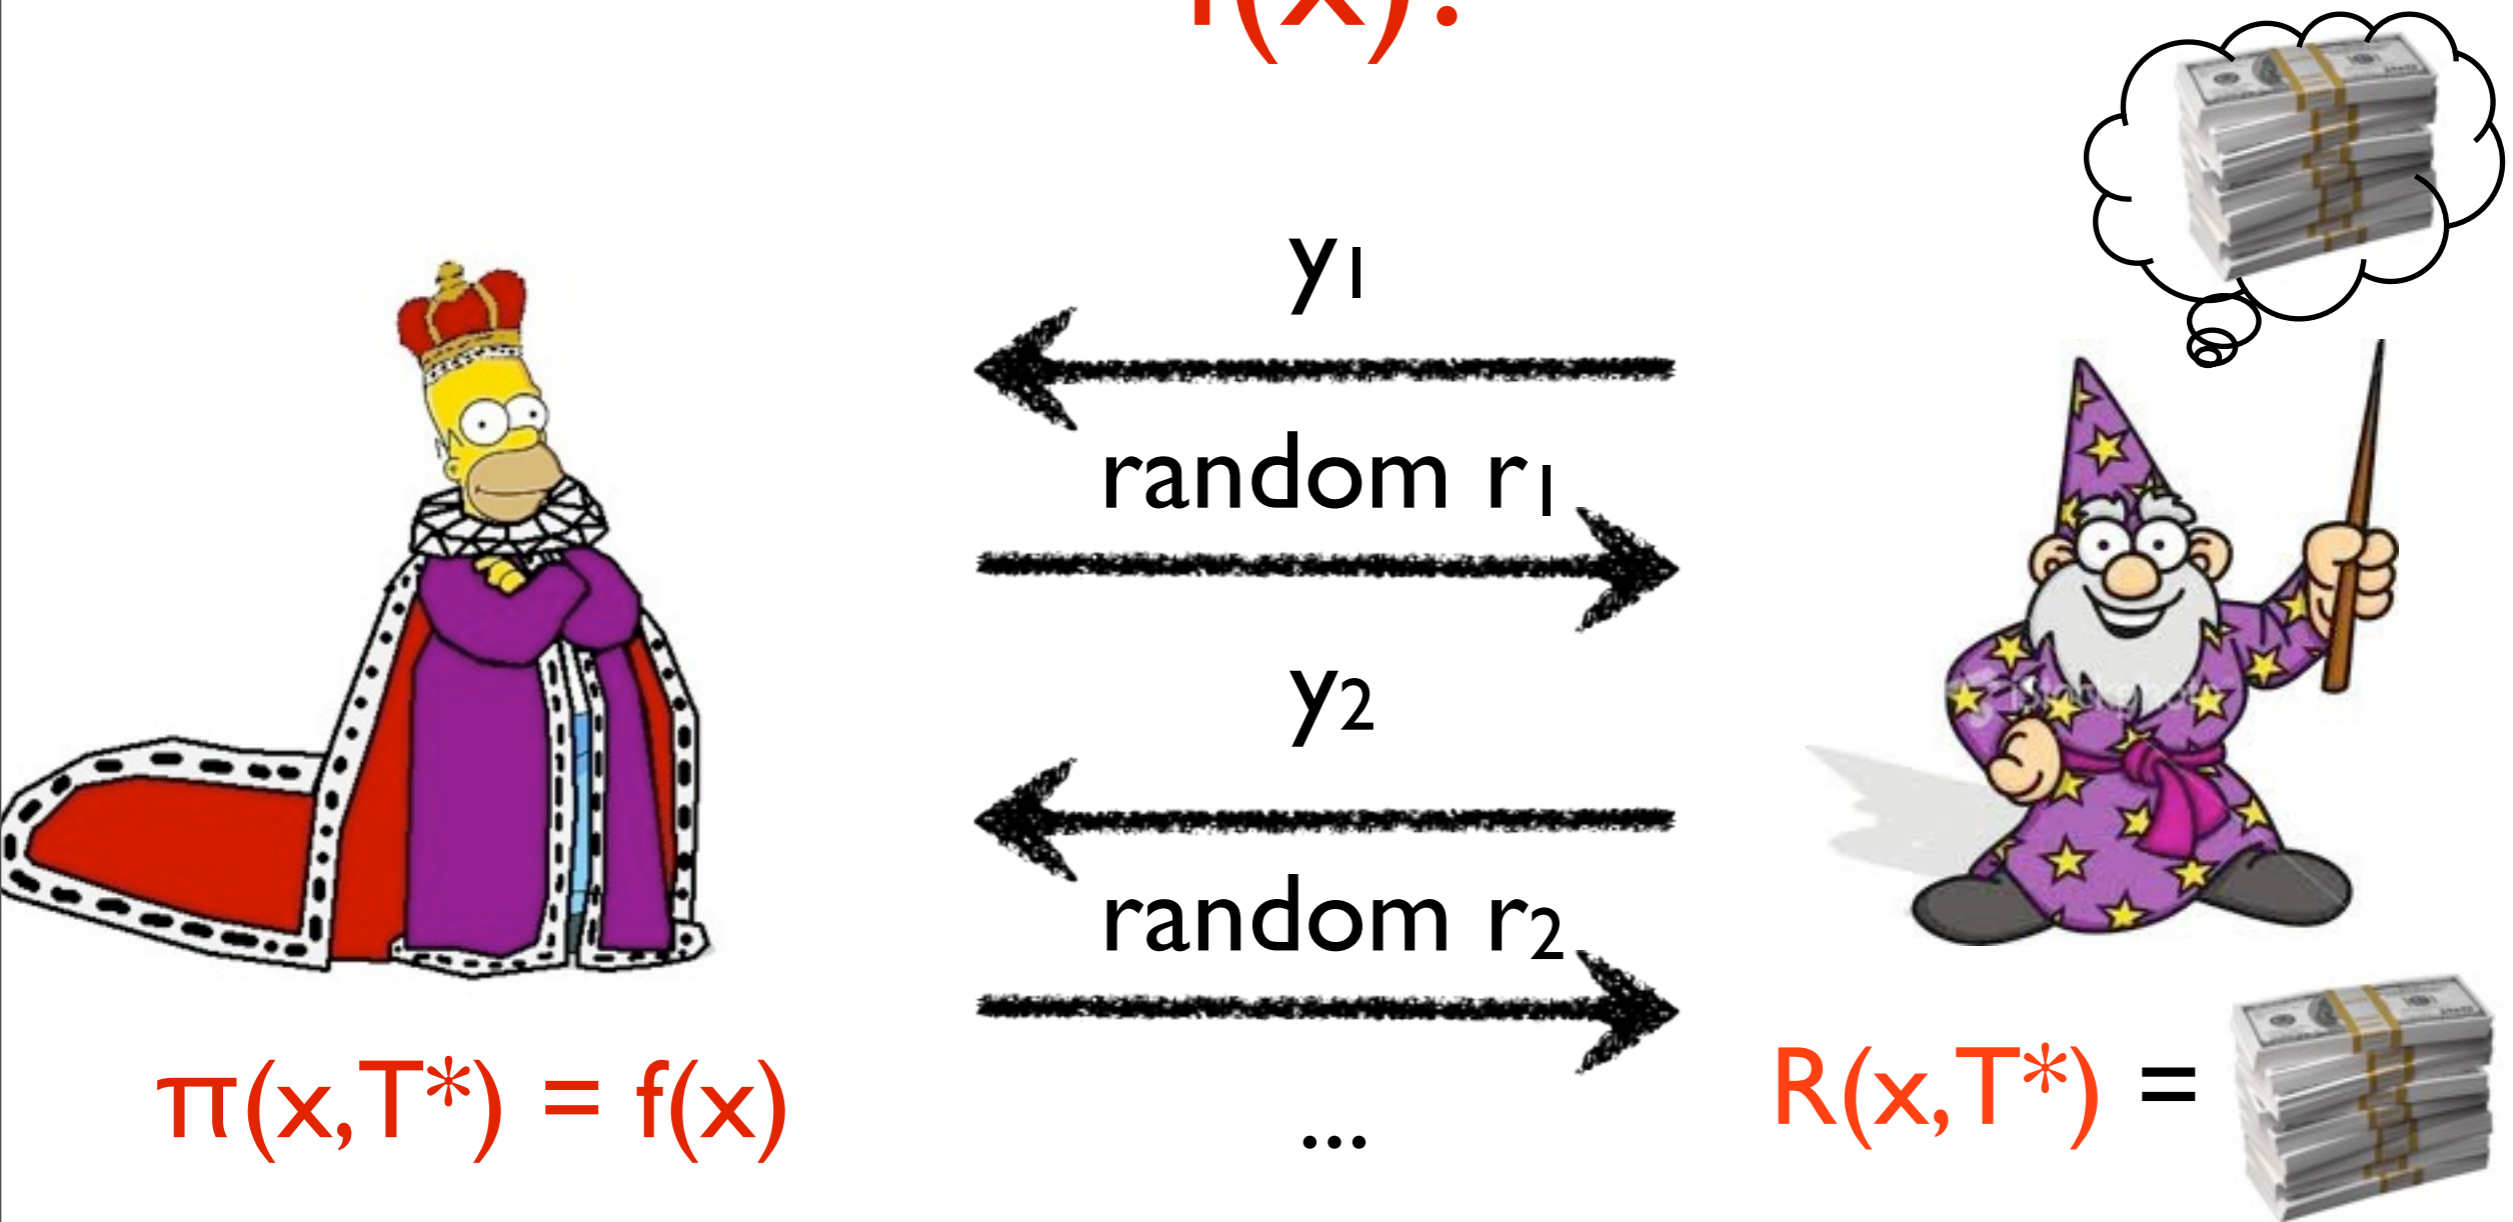 f(x)?
y1
random r1
y2
random r2
...
π(x,T*) = f(x)
R(x,T*) =